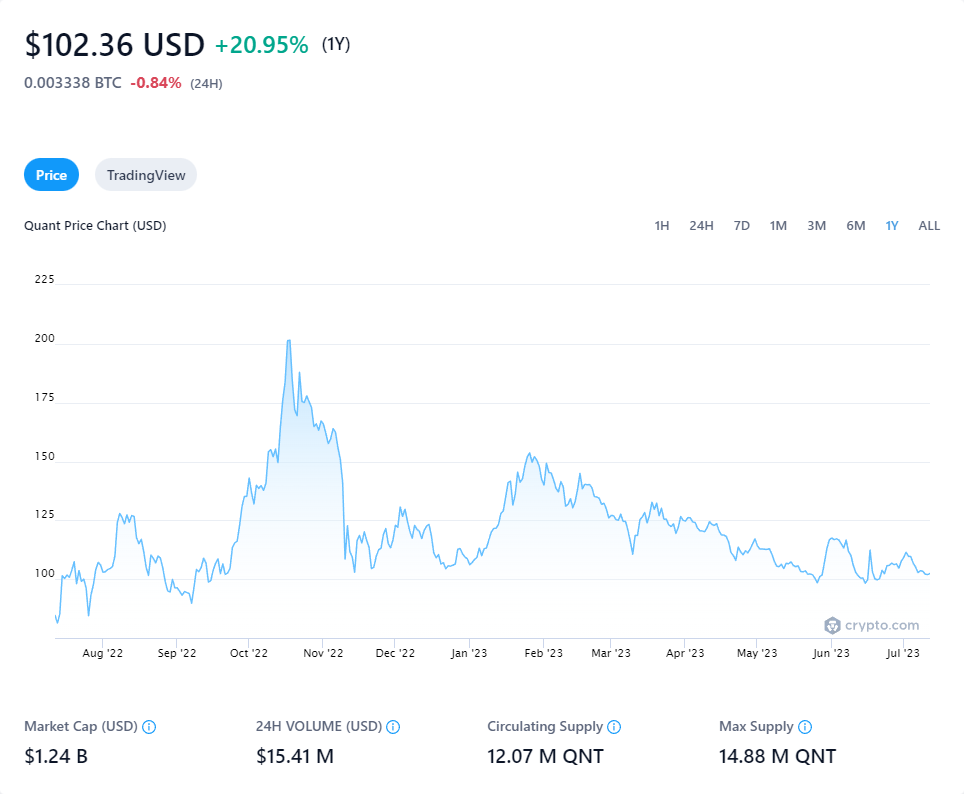 $102.36 USD +20.95% (1Y)
0.003338 BTC -0.84% (24H)
Price TradingView
Quant Price Chart (USD) 1H 24H 7D 1M 3M 6M 1Y ALL
225
200
175
150
125
100
crypto.com
Aug '22 Sep '22 Oct '22 Nov '22 Dec '22 Jan '23 Feb '23 Mar '23 Apr '23 May '23 Jun '23 Jul '23
Market Cap (USD) 24H VOLUME (USD) Circulating Supply Max Supply
$1.24 B $15.41 M 12.07 M QNT 14.88 M QNT